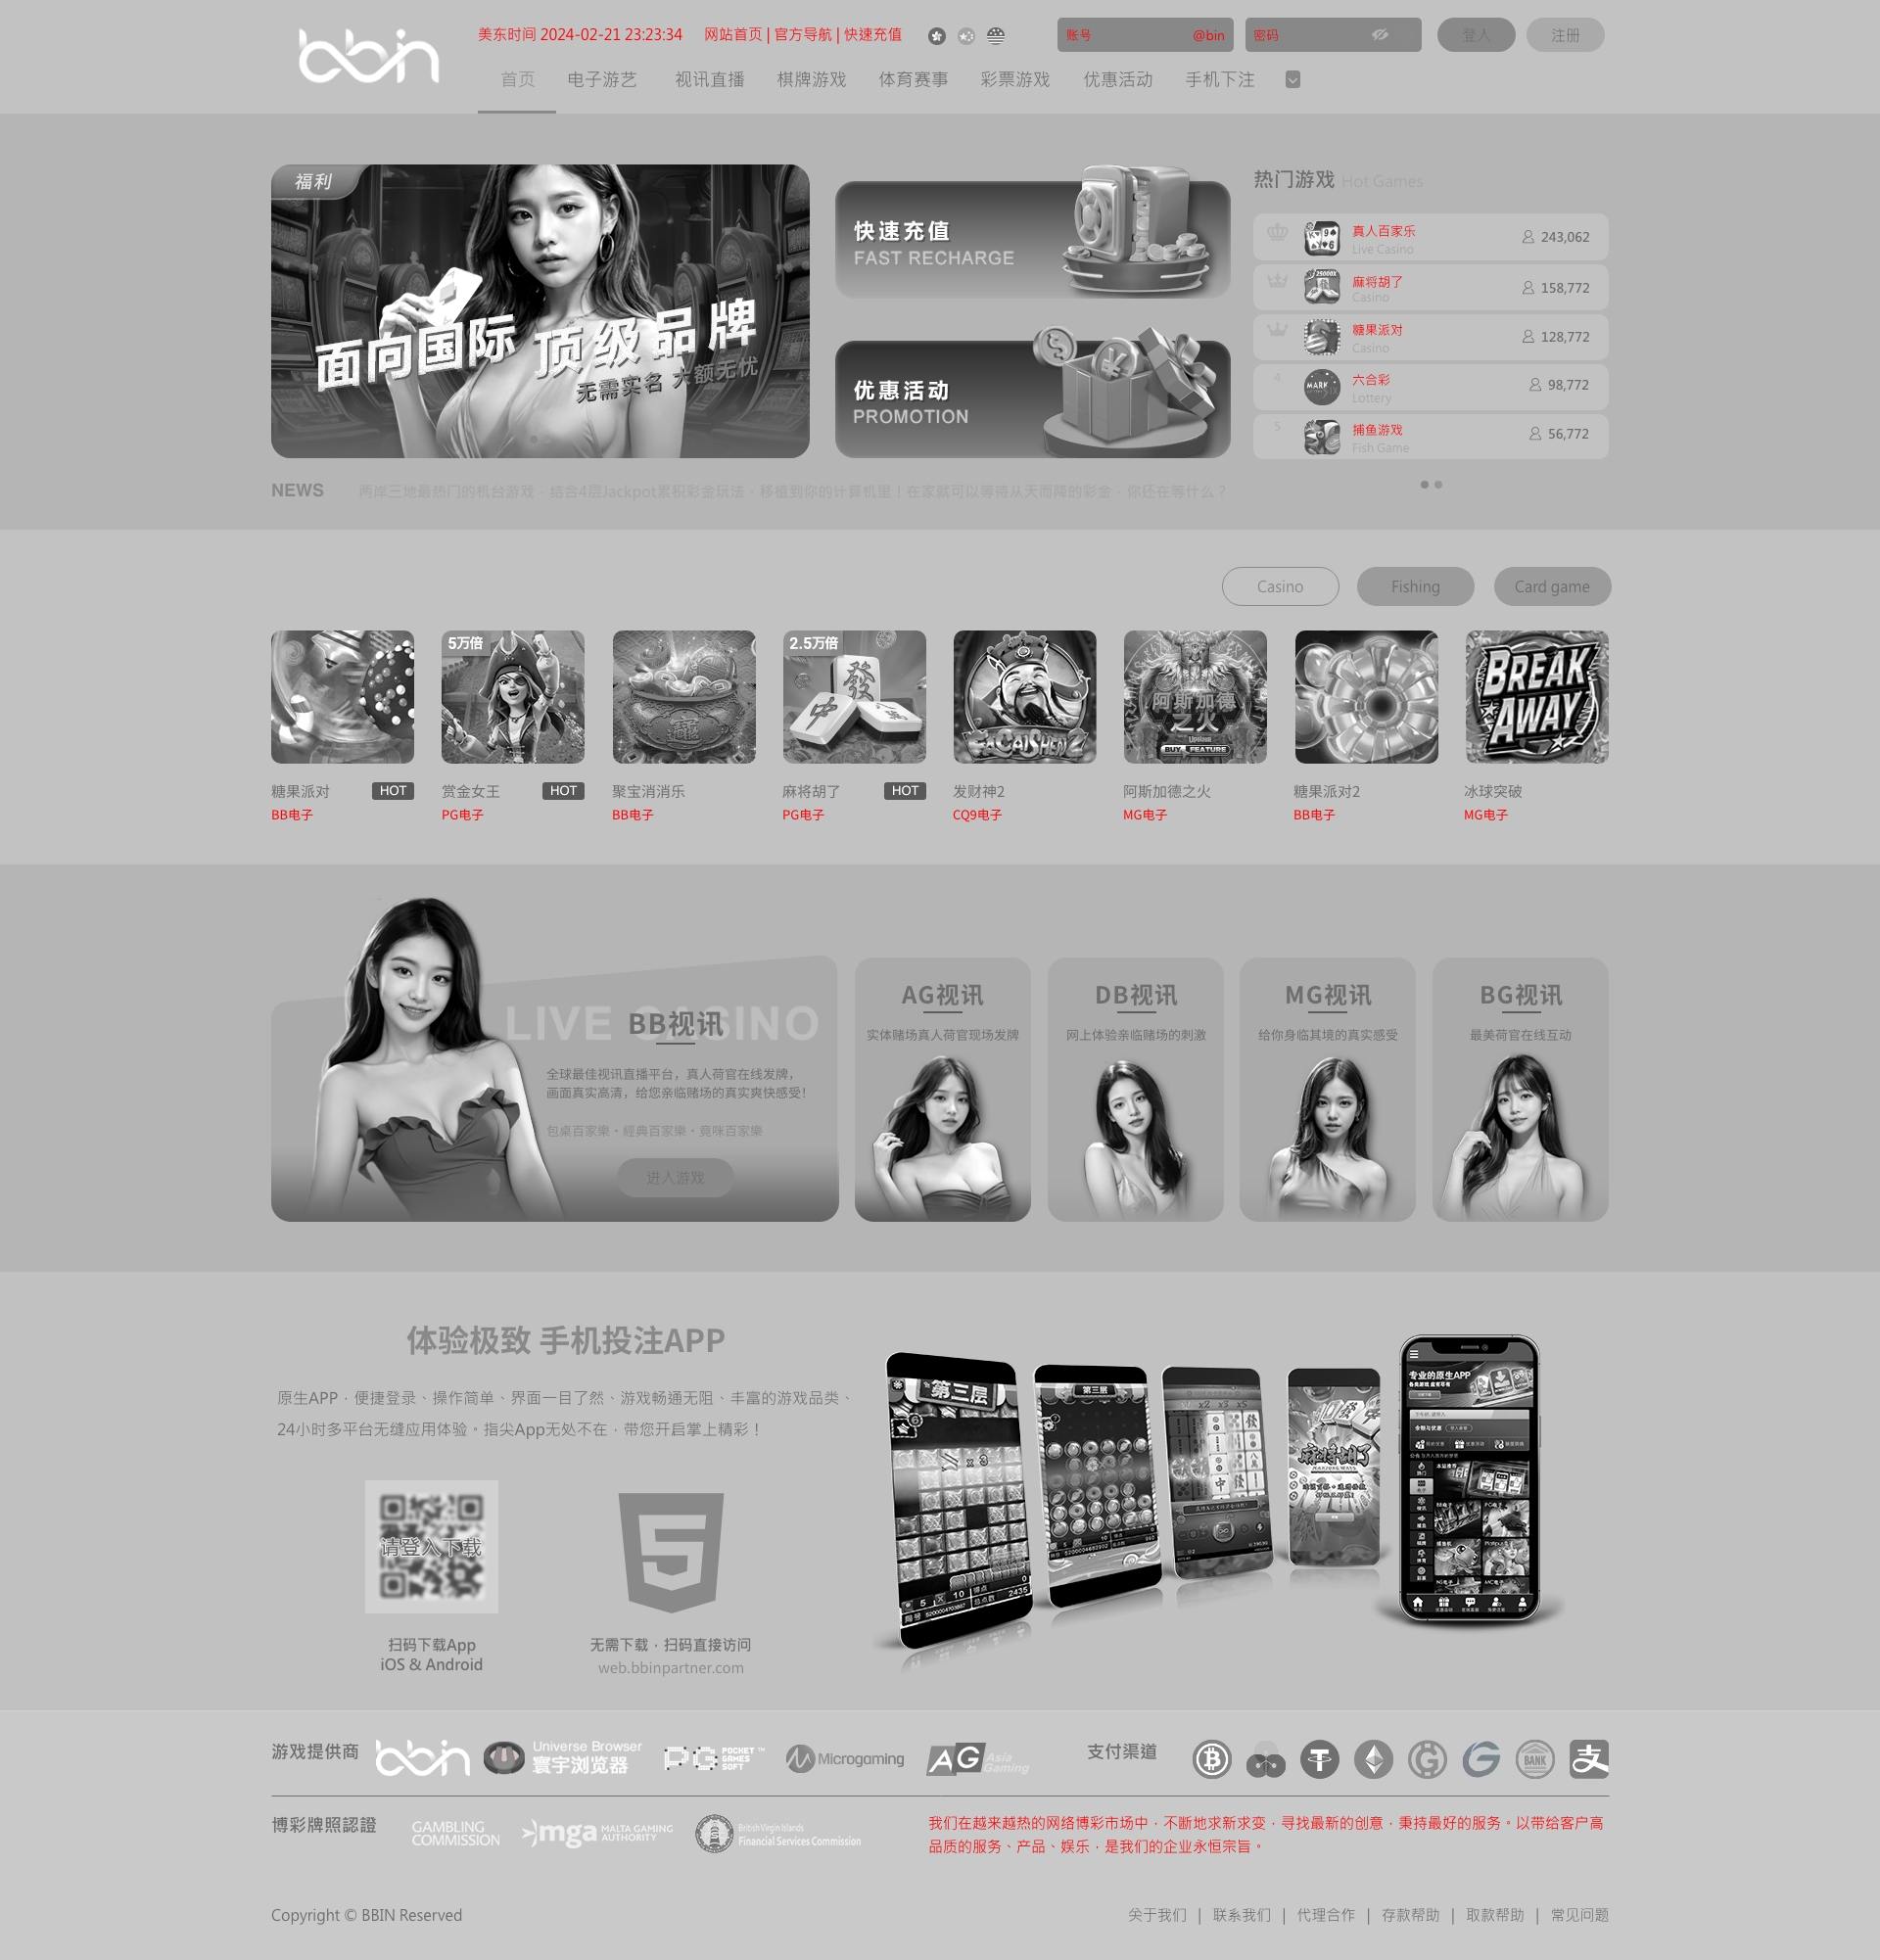 bbin
美东时间 2024-02-21 23:23:34 网站首页 | 官方导航 | 快速充值
账号 @bin 密码 登入 注册
首页 电子游艺 视讯直播 棋牌游戏 体育赛事 彩票游戏 优惠活动 手机下注
福利
面向国际 顶级品牌
无需实名 大额无忧
快速充值
FAST RECHARGE
优惠活动
PROMOTION
热门游戏 Hot Games
真人百家乐
Live Casino
243,062
麻将胡了
Casino
158,772
糖果派对
Casino
128,772
4
六合彩
Lottery
98,772
5
捕鱼游戏
Fish Game
56,772
NEWS 两岸三地最热门的机台游戏，结合4层Jackpot累积彩金玩法，移植到你的计算机里！在家就可以等待从天而降的彩金，你还在等什么？
Casino Fishing Card game
5万倍
2.5万倍
發
中
FACAISHEN2
阿斯加德
之火
BUY FEATURE
BREAK
AWAY
糖果派对 HOT
BB电子
赏金女王 HOT
PG电子
聚宝消消乐
BB电子
麻将胡了 HOT
PG电子
发财神2
CQ9电子
阿斯加德之火
MG电子
糖果派对2
BB电子
冰球突破
MG电子
LIVE CASINO
BB视讯
全球最佳视讯直播平台，真人荷官在线发牌，
画面真实高清，给您亲临赌场的真实爽快感受！
包桌百家樂・經典百家樂・竟咪百家樂
进入游戏
AG视讯
实体赌场真人荷官现场发牌
DB视讯
网上体验亲临赌场的刺激
MG视讯
给你身临其境的真实感受
BG视讯
最美荷官在线互动
体验极致 手机投注APP
原生APP，便捷登录、操作简单、界面一目了然、游戏畅通无阻、丰富的游戏品类、
24小时多平台无缝应用体验。指尖App无处不在，带您开启掌上精彩！
请登入下载
扫码下载App
iOS & Android
5
无需下载，扫码直接访问
web.bbinpartner.com
第三层
第三层
麻将胡了
专业的原生APP
游戏提供商
bbin
Universe Browser
寰宇浏览器
PG POCKET GAMES SOFT™
Microgaming
AG Asia Gaming
支付渠道
BANK
支
博彩牌照認證
GAMBLING
COMMISSION
mga MALTA GAMING AUTHORITY
British Virgin Islands
Financial Services Commission
我们在越来越热的网络博彩市场中，不断地求新求变，寻找最新的创意，秉持最好的服务。以带给客户高
品质的服务、产品、娱乐，是我们的企业永恒宗旨。
Copyright © BBIN Reserved
关于我们 | 联系我们 | 代理合作 | 存款帮助 | 取款帮助 | 常见问题